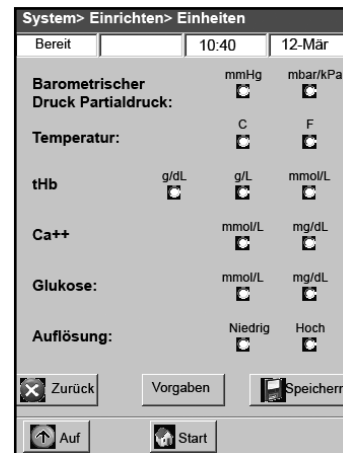 System> Einrichten> Einheiten
Bereit 10:40 12-Mär
mmHg mbar/kPa
Barometrischer
Druck Partialdruck:
C F
Temperatur:
g/dL g/L mmol/L
tHb
mmol/L mg/dL
Ca++
mmol/L mg/dL
Glukose:
Niedrig Hoch
Auflösung:
Zurück Vorgaben Speichern
Auf Start